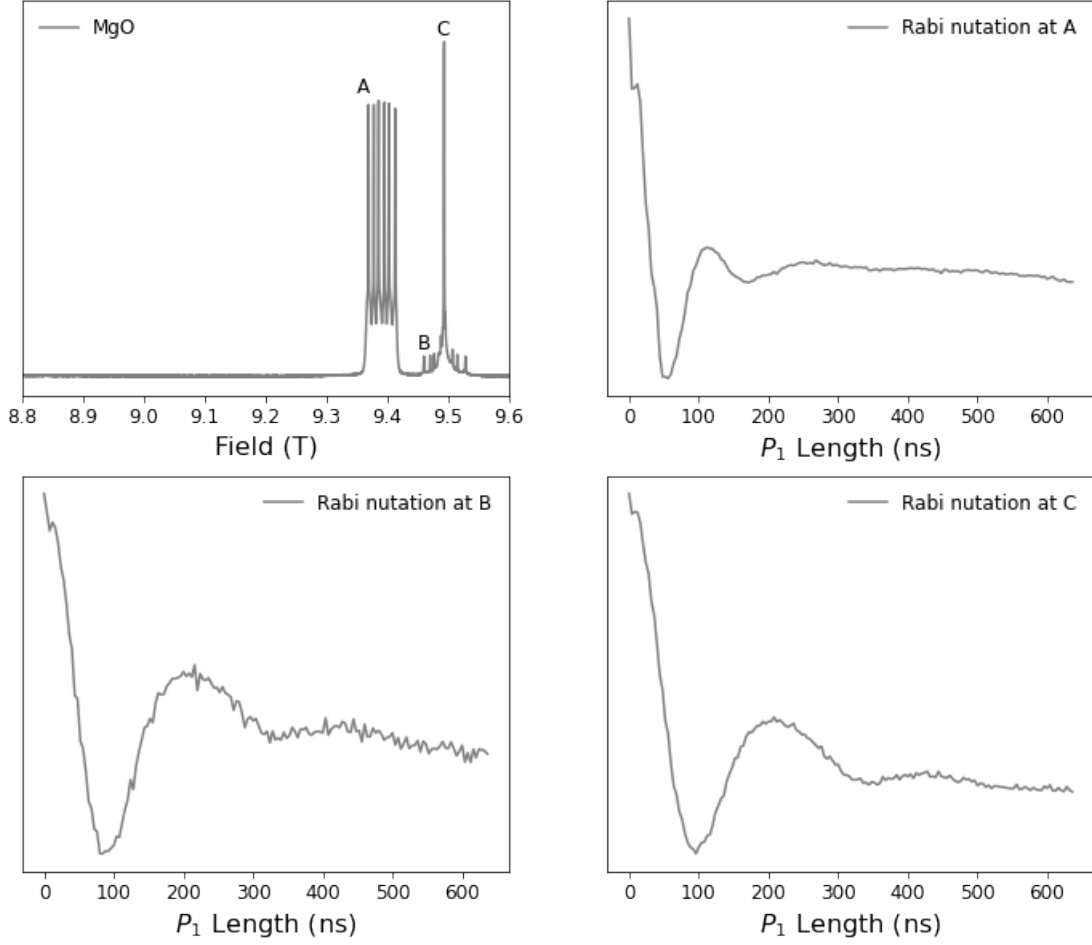 MgO
A
B
C
8.8 8.9 9.0 9.1 9.2 9.3 9.4 9.5 9.6
Field (T)
Rabi nutation at A
0 100 200 300 400 500 600
P₁ Length (ns)
Rabi nutation at B
0 100 200 300 400 500 600
P₁ Length (ns)
Rabi nutation at C
0 100 200 300 400 500 600
P₁ Length (ns)